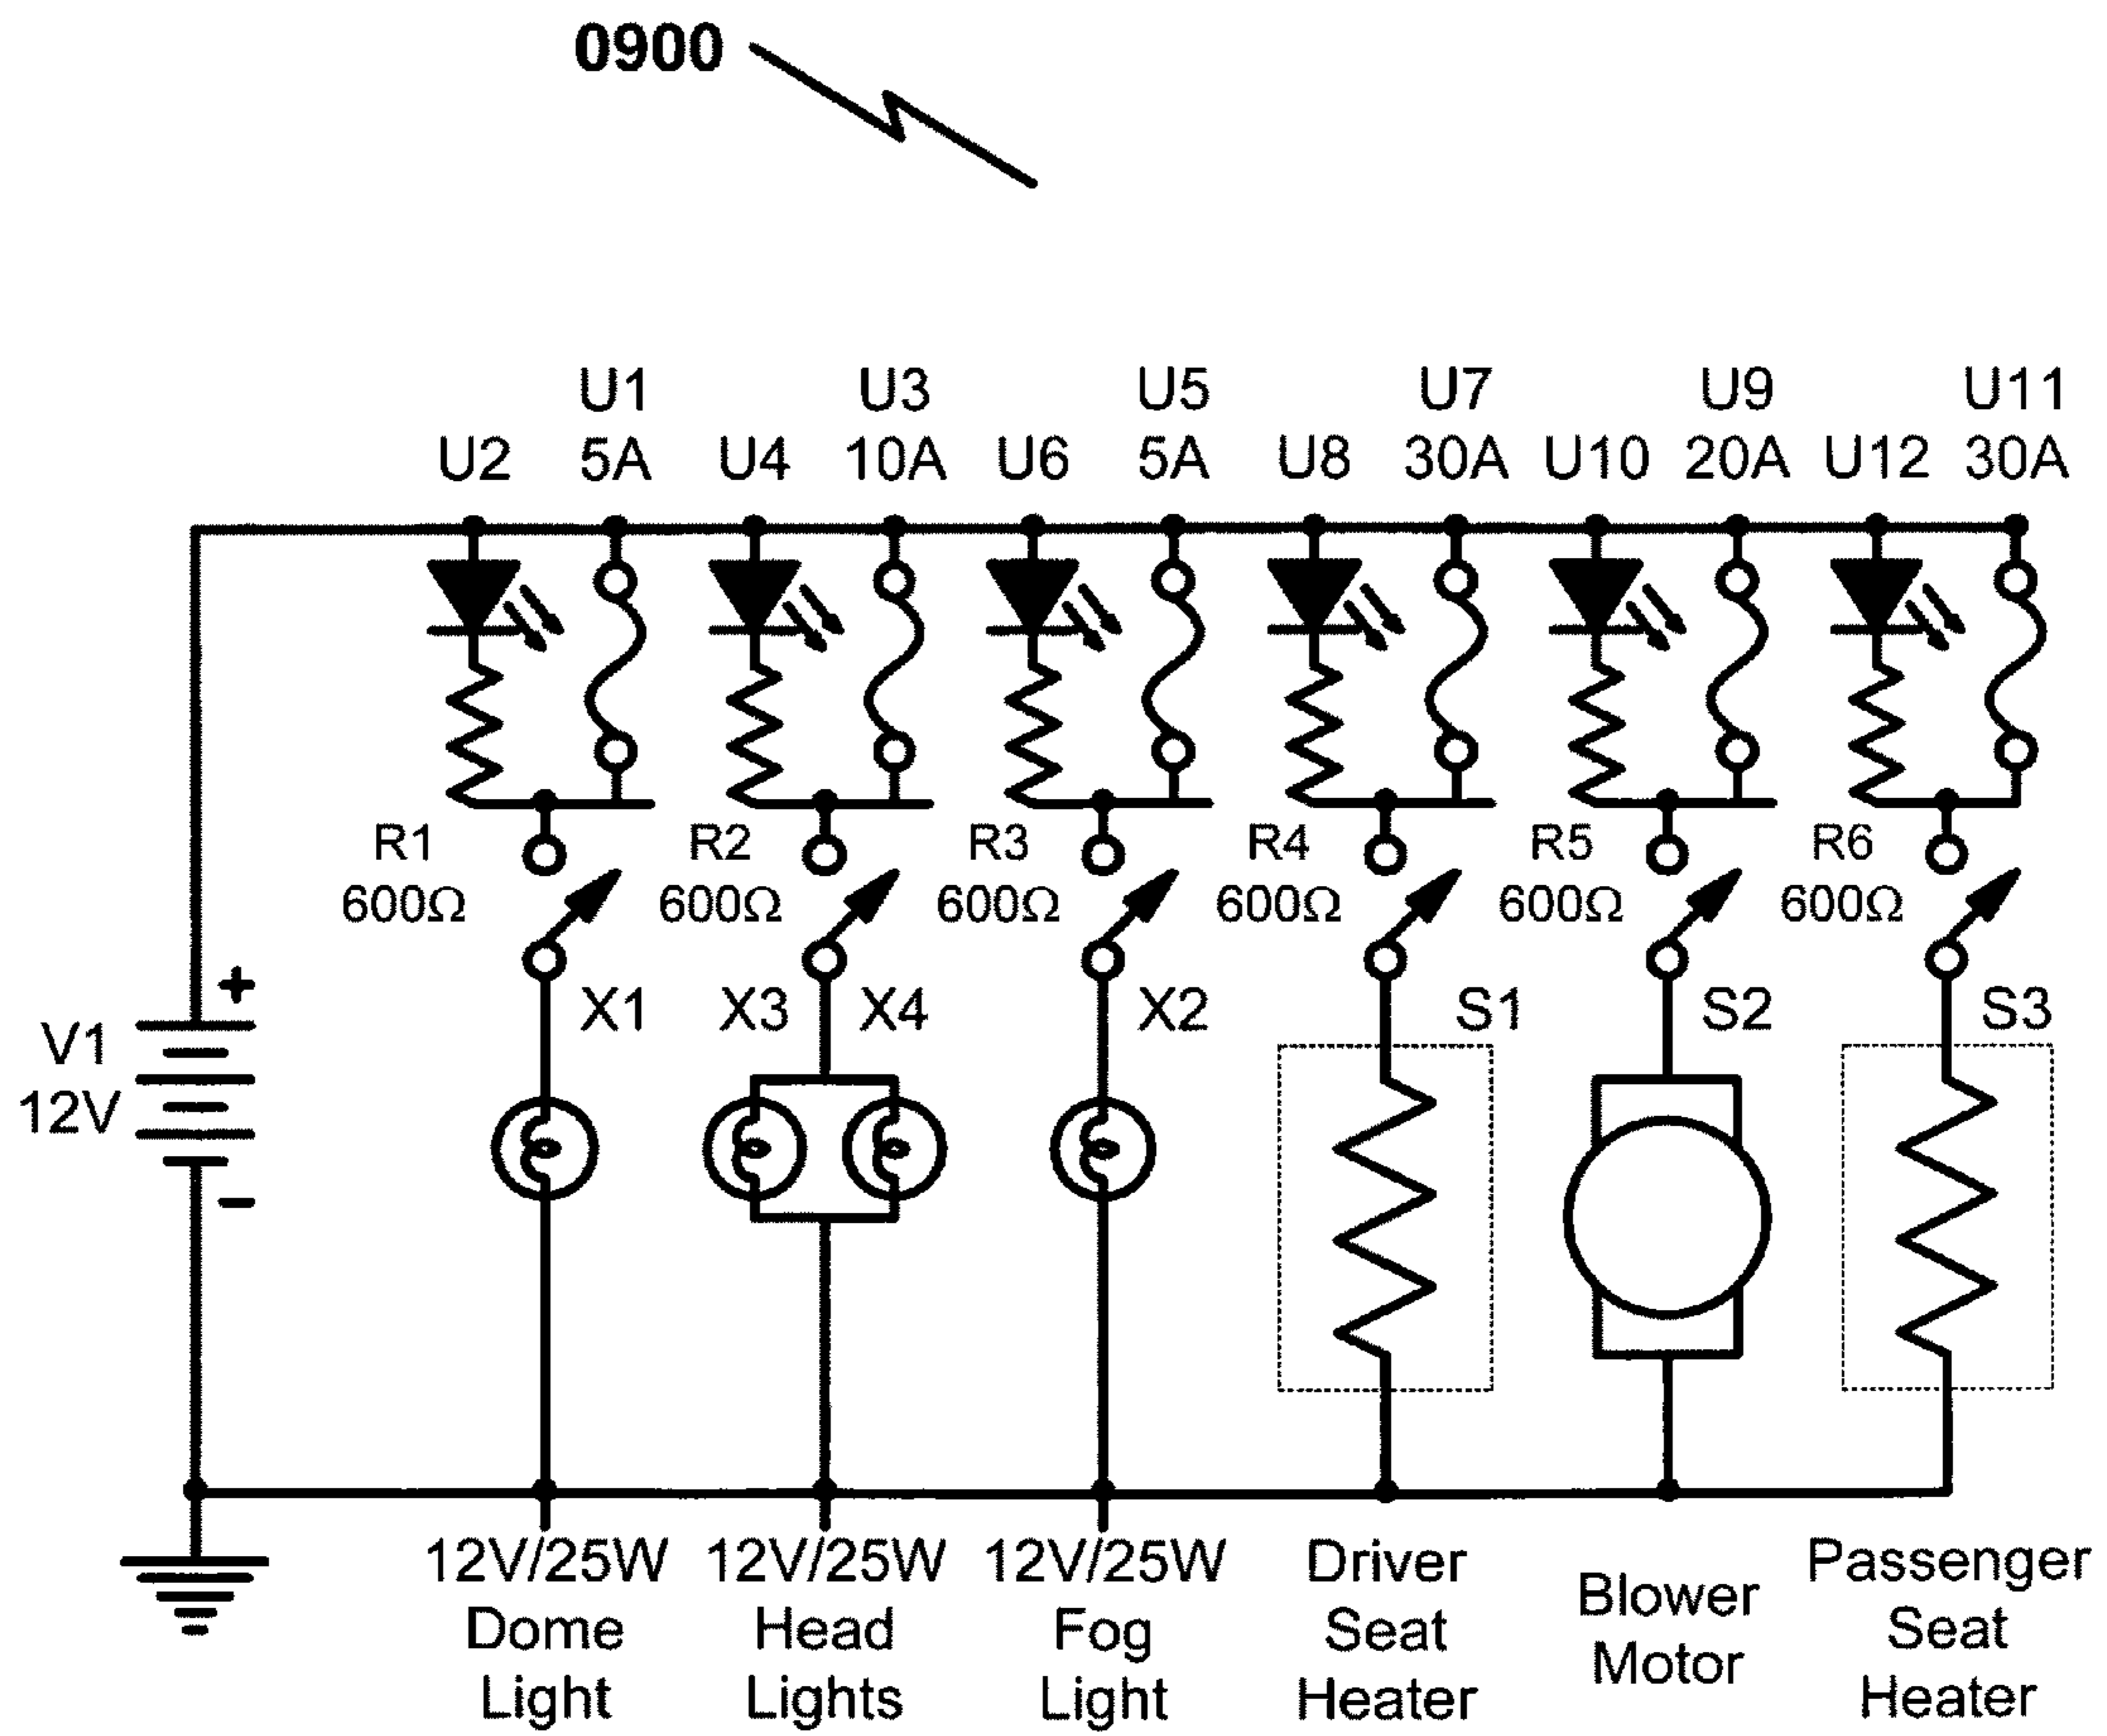 0900
U1 U3 U5 U7 U9 U11
U2 5A U4 10A U6 5A U8 30A U10 20A U12 30A
R1 R2 R3 R4 R5 R6
600Ω 600Ω 600Ω 600Ω 600Ω 600Ω
+
X1 X3 X4 X2 S1 S2 S3
V1
12V
−
12V/25W
Dome
Light
12V/25W
Head
Lights
12V/25W
Fog
Light
Driver
Seat
Heater
Blower
Motor
Passenger
Seat
Heater